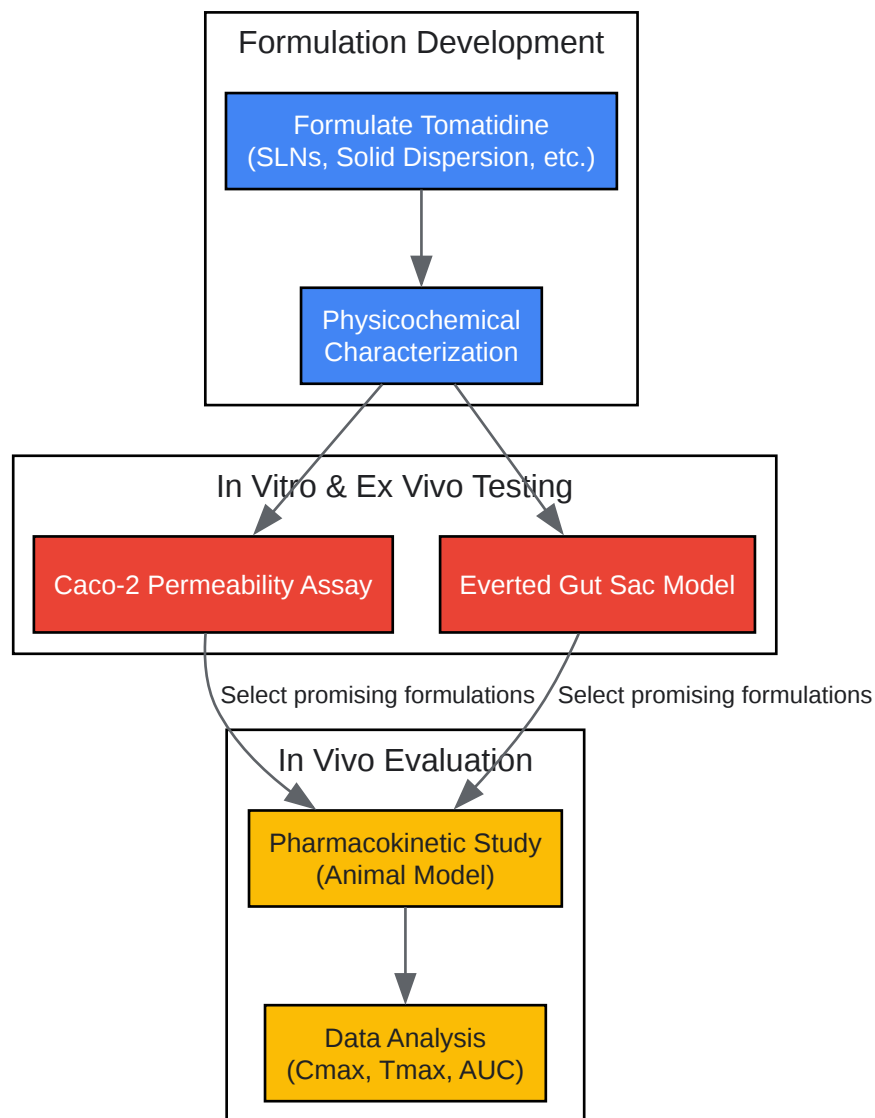 Formulation Development
Formulate Tomatidine
(SLNs, Solid Dispersion, etc.)
Physicochemical
Characterization
In Vitro & Ex Vivo Testing
Caco-2 Permeability Assay
Everted Gut Sac Model
Select promising formulations
Select promising formulations
In Vivo Evaluation
Pharmacokinetic Study
(Animal Model)
Data Analysis
(Cmax, Tmax, AUC)